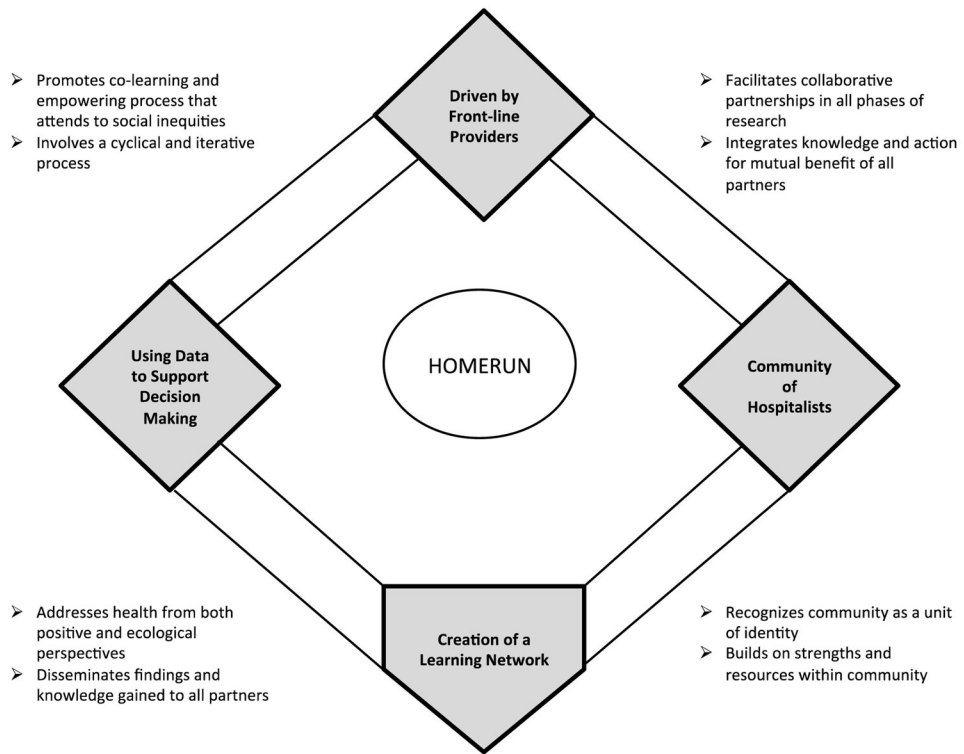 Driven by
Front-line
Providers
➢ Promotes co-learning and
empowering process that
attends to social inequities
➢ Involves a cyclical and iterative
process
➢ Facilitates collaborative
partnerships in all phases of
research
➢ Integrates knowledge and action
for mutual benefit of all
partners
Using Data
to Support
Decision
Making
HOMERUN
Community
of
Hospitalists
➢ Addresses health from both
positive and ecological
perspectives
➢ Disseminates findings and
knowledge gained to all partners
Creation of a
Learning Network
➢ Recognizes community as a unit
of identity
➢ Builds on strengths and
resources within community